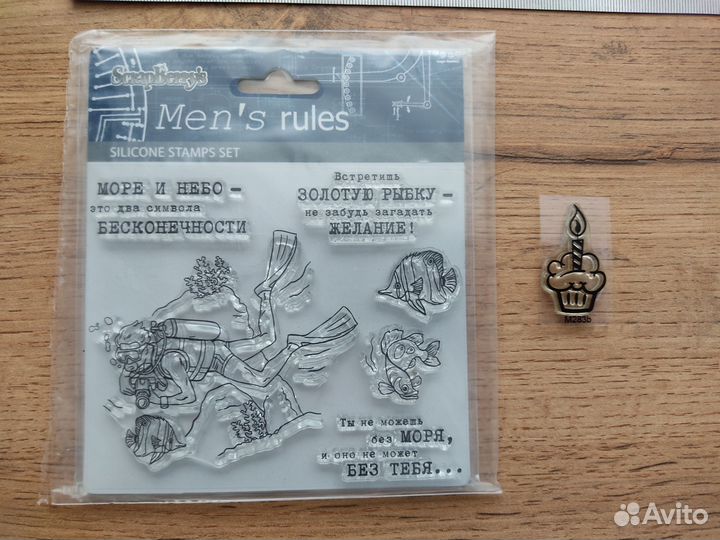 ScrapBerry's
Men's rules
SILICONE STAMPS SET
МОРЕ И НЕБО –
это два символа
БЕСКОНЕЧНОСТИ
Встретишь
ЗОЛОТУЮ РЫБКУ –
не забудь загадать
ЖЕЛАНИЕ!
Ты не можешь
без МОРЯ,
и оно не может
БЕЗ ТЕБЯ...
M283b
Avito